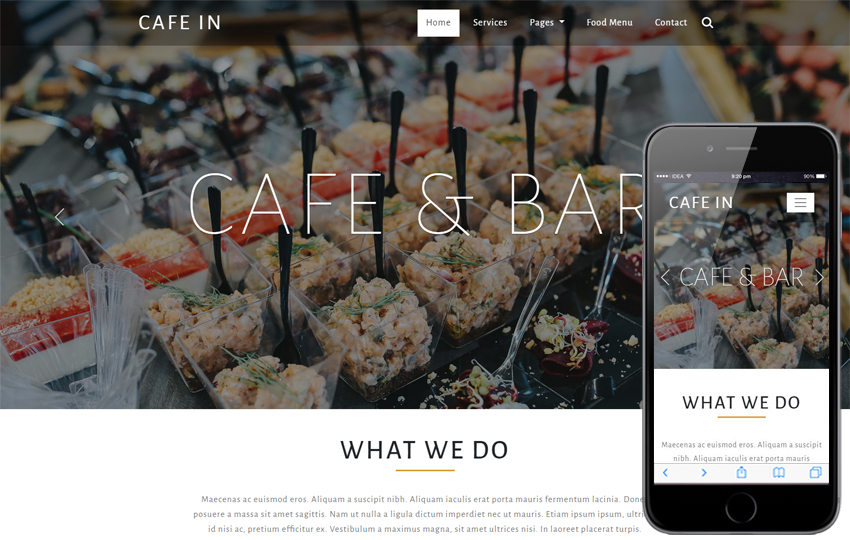 CAFE IN
Home Services Pages Food Menu Contact
CAFE & BAR
WHAT WE DO
Maecenas ac euismod eros. Aliquam a suscipit nibh. Aliquam iaculis erat porta mauris fermentum lacinia. Done
posuere a massa sit amet sagittis. Nam ut nulla a ligula dictum imperdiet nec ut mauris. Etiam ipsum ipsum, ultri
id nisi ac, pretium efficitur ex. Vestibulum a maximus magna, sit amet ultrices nisi. In laoreet placerat turpis.
IDEA 9:20 pm 90%
CAFE IN
CAFE & BAR
WHAT WE DO
Maecenas ac euismod eros. Aliquam a suscipit
nibh. Aliquam iaculis erat porta mauris